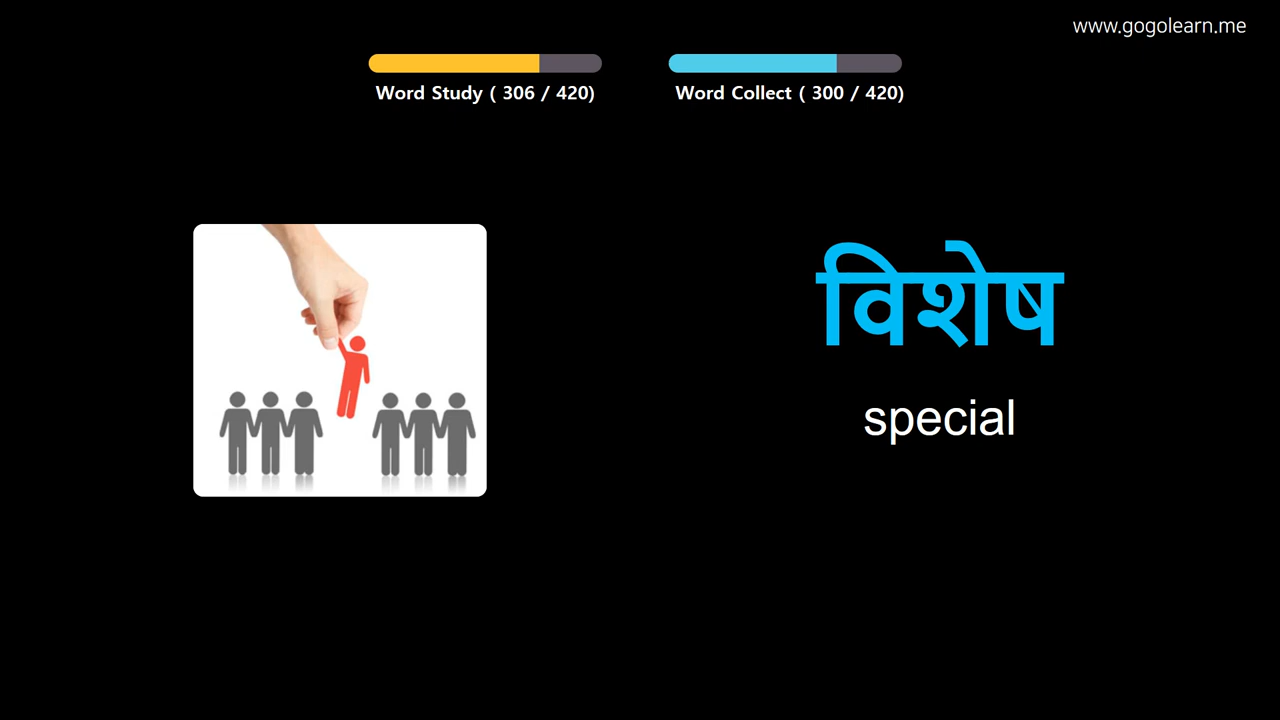 www.gogolearn.me
Word Study ( 306 / 420)
Word Collect ( 300 / 420)
विशेष
special